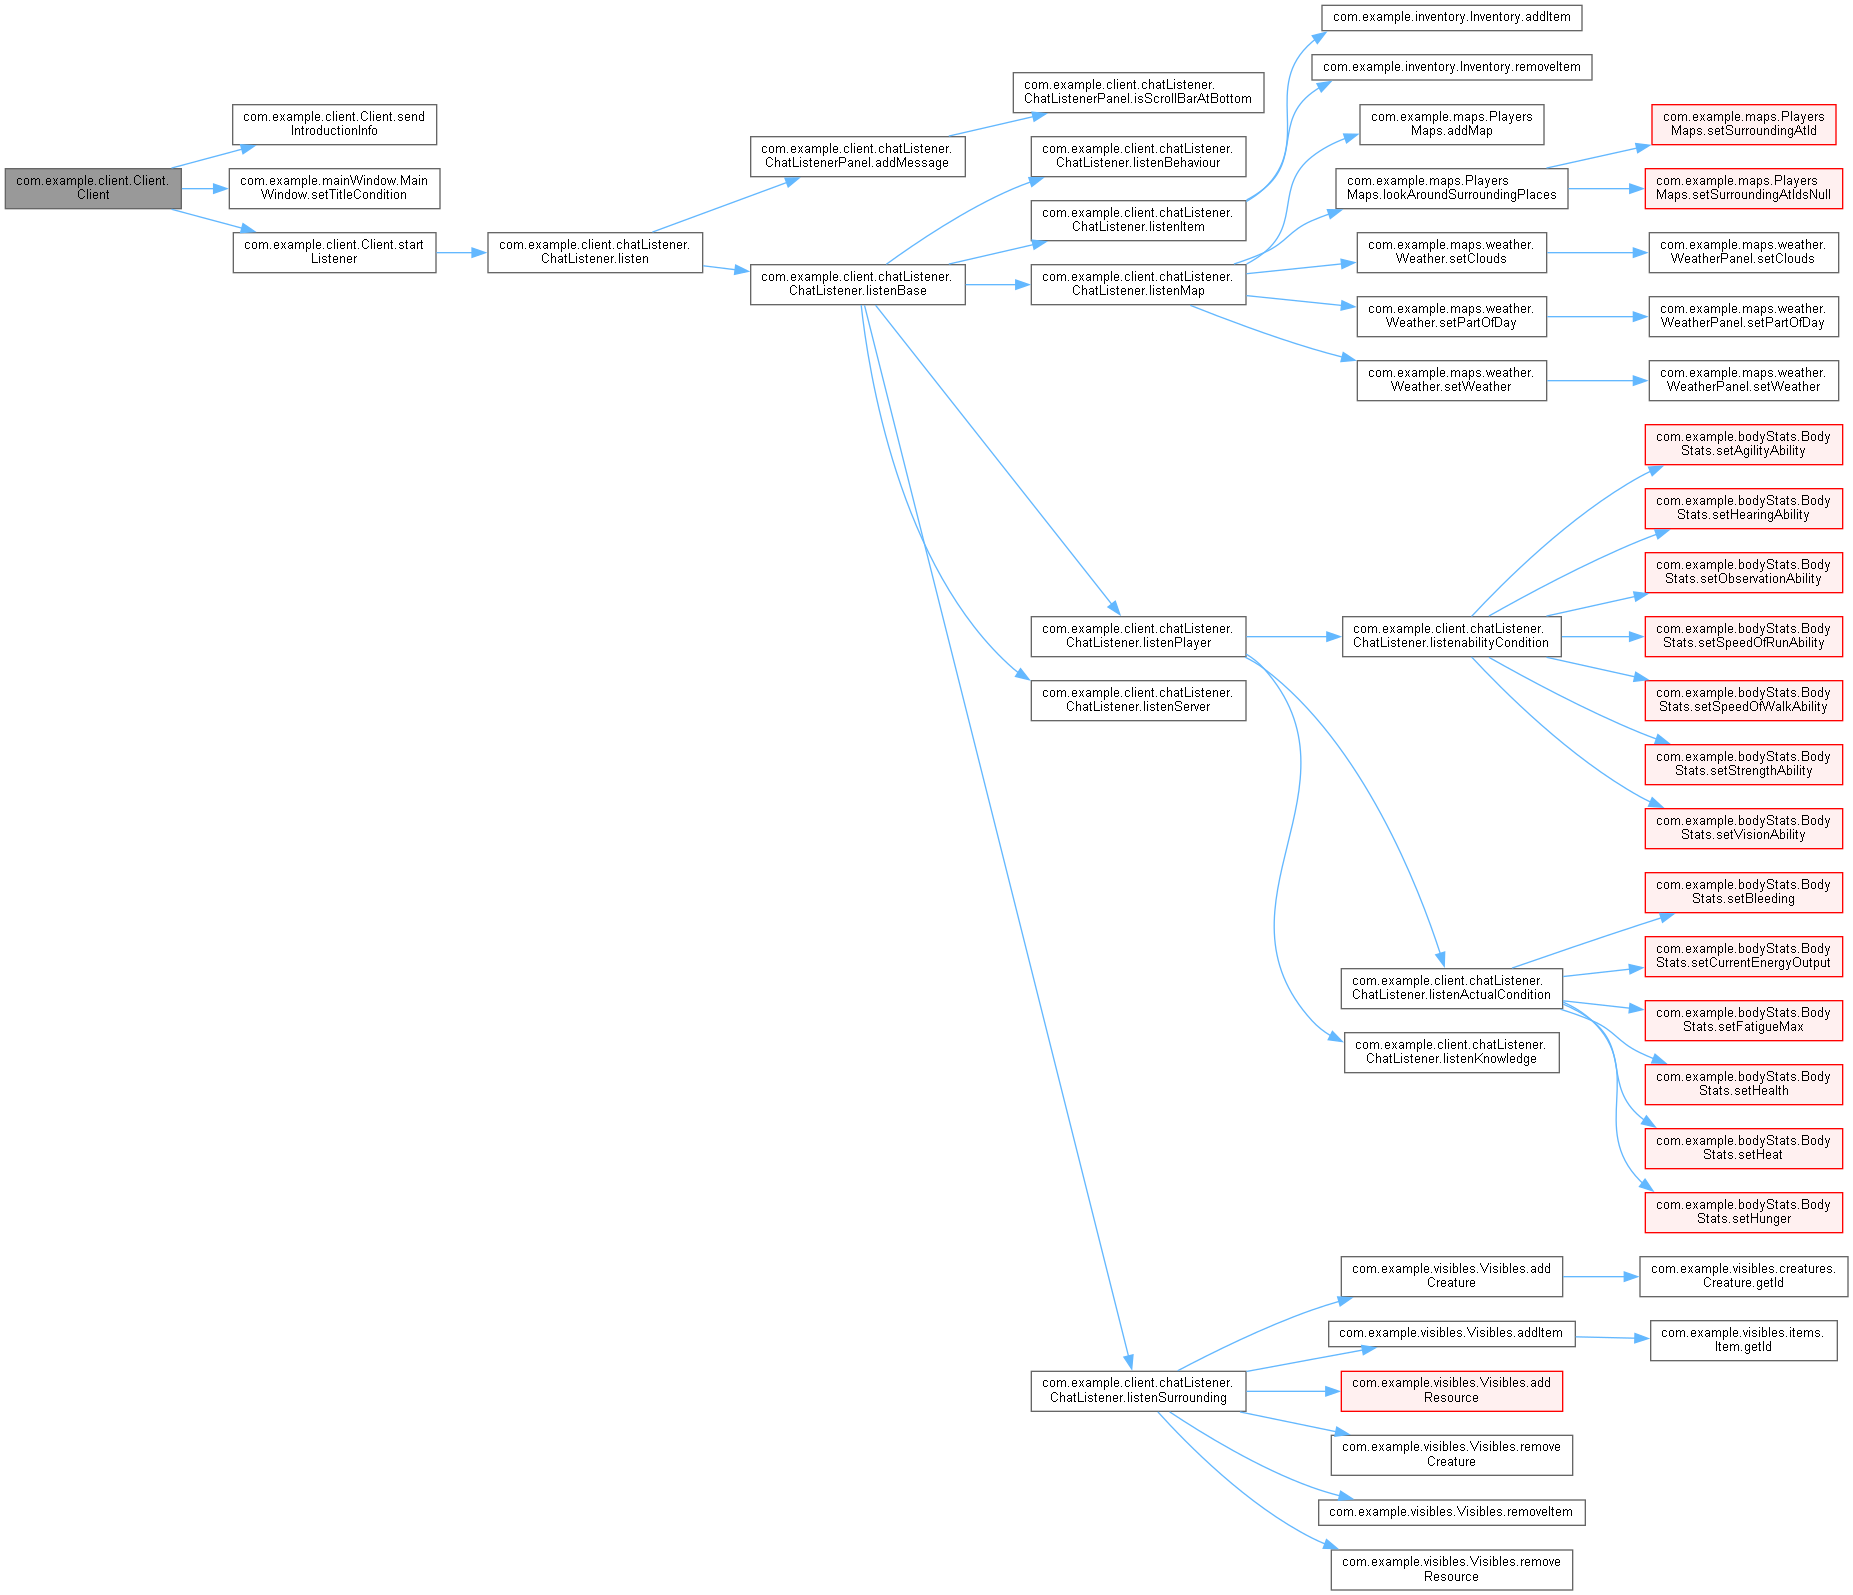 com.example.client.Client.
Client
com.example.client.Client.send
IntroductionInfo
com.example.mainWindow.Main
Window.setTitleCondition
com.example.client.Client.start
Listener
com.example.client.chatListener.
ChatListener.listen
com.example.client.chatListener.
ChatListenerPanel.addMessage
com.example.client.chatListener.
ChatListener.listenBase
com.example.client.chatListener.
ChatListenerPanel.isScrollBarAtBottom
com.example.client.chatListener.
ChatListener.listenBehaviour
com.example.client.chatListener.
ChatListener.listenItem
com.example.client.chatListener.
ChatListener.listenMap
com.example.client.chatListener.
ChatListener.listenPlayer
com.example.client.chatListener.
ChatListener.listenServer
com.example.client.chatListener.
ChatListener.listenSurrounding
com.example.inventory.Inventory.addItem
com.example.inventory.Inventory.removeItem
com.example.maps.Players
Maps.addMap
com.example.maps.Players
Maps.lookAroundSurroundingPlaces
com.example.maps.weather.
Weather.setClouds
com.example.maps.weather.
Weather.setPartOfDay
com.example.maps.weather.
Weather.setWeather
com.example.client.chatListener.
ChatListener.listenabilityCondition
com.example.client.chatListener.
ChatListener.listenActualCondition
com.example.client.chatListener.
ChatListener.listenKnowledge
com.example.visibles.Visibles.add
Creature
com.example.visibles.Visibles.addItem
com.example.visibles.Visibles.add
Resource
com.example.visibles.Visibles.remove
Creature
com.example.visibles.Visibles.removeItem
com.example.visibles.Visibles.remove
Resource
com.example.maps.Players
Maps.setSurroundingAtId
com.example.maps.Players
Maps.setSurroundingAtIdsNull
com.example.maps.weather.
WeatherPanel.setClouds
com.example.maps.weather.
WeatherPanel.setPartOfDay
com.example.maps.weather.
WeatherPanel.setWeather
com.example.bodyStats.Body
Stats.setAgilityAbility
com.example.bodyStats.Body
Stats.setHearingAbility
com.example.bodyStats.Body
Stats.setObservationAbility
com.example.bodyStats.Body
Stats.setSpeedOfRunAbility
com.example.bodyStats.Body
Stats.setSpeedOfWalkAbility
com.example.bodyStats.Body
Stats.setStrengthAbility
com.example.bodyStats.Body
Stats.setVisionAbility
com.example.bodyStats.Body
Stats.setBleeding
com.example.bodyStats.Body
Stats.setCurrentEnergyOutput
com.example.bodyStats.Body
Stats.setFatigueMax
com.example.bodyStats.Body
Stats.setHealth
com.example.bodyStats.Body
Stats.setHeat
com.example.bodyStats.Body
Stats.setHunger
com.example.visibles.creatures.
Creature.getId
com.example.visibles.items.
Item.getId